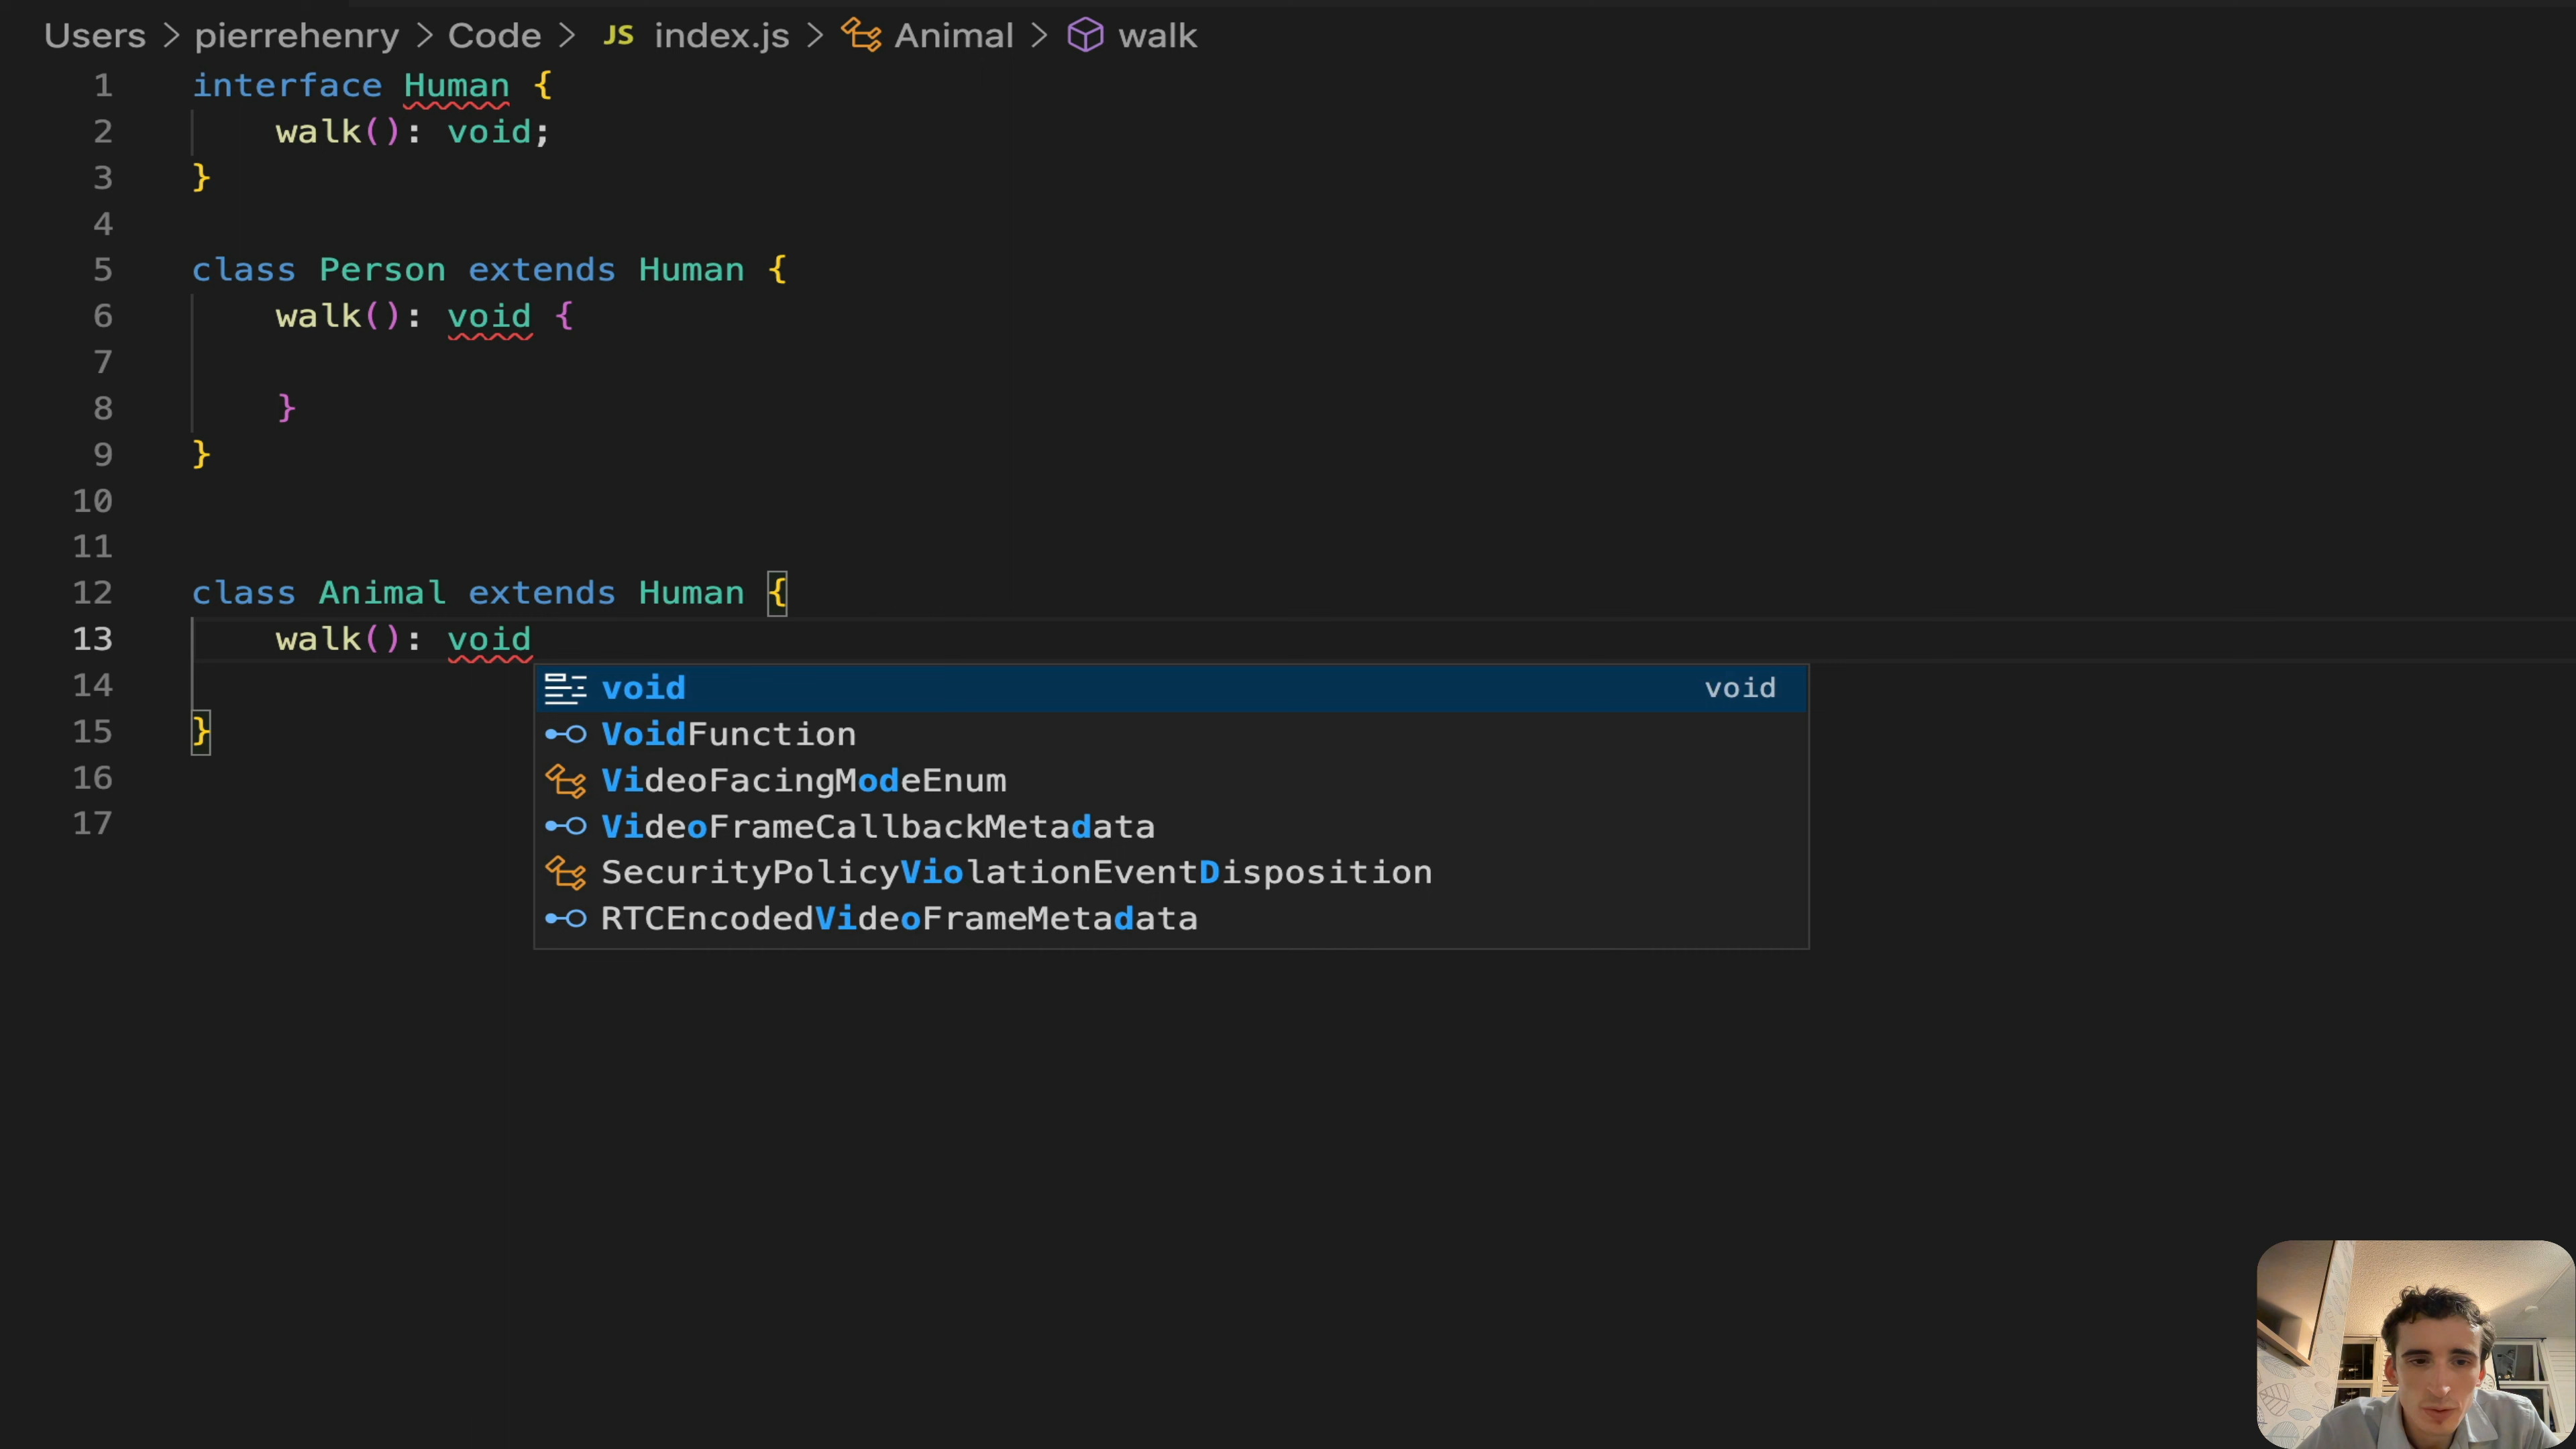 Users > pierrehenry > Code > JS index.js > Animal > walk
1 interface Human {
2 walk(): void;
3 }
4
5 class Person extends Human {
6 walk(): void {
7
8 }
9 }
10
11
12 class Animal extends Human {
13 walk(): void
14
15 }
16
17
void void
VoidFunction
VideoFacingModeEnum
VideoFrameCallbackMetadata
SecurityPolicyViolationEventDisposition
RTCEncodedVideoFrameMetadata